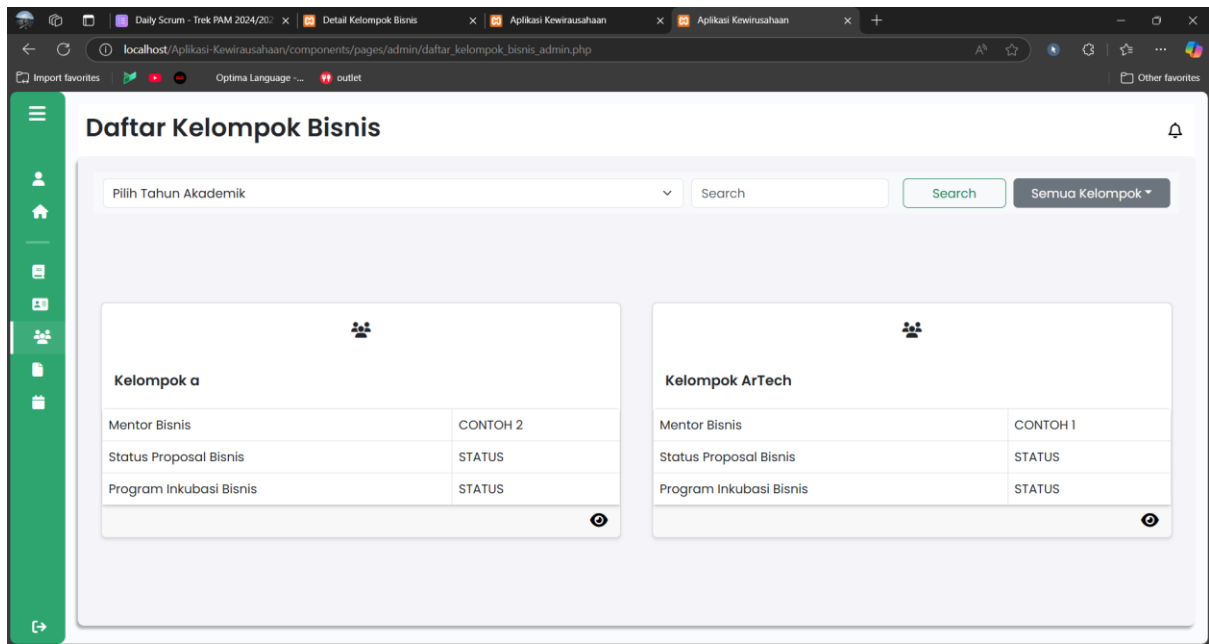 Daily Scrum - Trek PAM 2024/202
Detail Kelompok Bisnis
Aplikasi Kewirausahaan
Aplikasi Kewirusahaan
localhost/Aplikasi-Kewirausahaan/components/pages/admin/daftar_kelompok_bisnis_admin.php
Import favorites
Optima Language -...
outlet
Other favorites
Daftar Kelompok Bisnis
Pilih Tahun Akademik
Search
Search
Semua Kelompok
Kelompok a
Mentor Bisnis CONTOH 2
Status Proposal Bisnis STATUS
Program Inkubasi Bisnis STATUS
Kelompok ArTech
Mentor Bisnis CONTOH 1
Status Proposal Bisnis STATUS
Program Inkubasi Bisnis STATUS